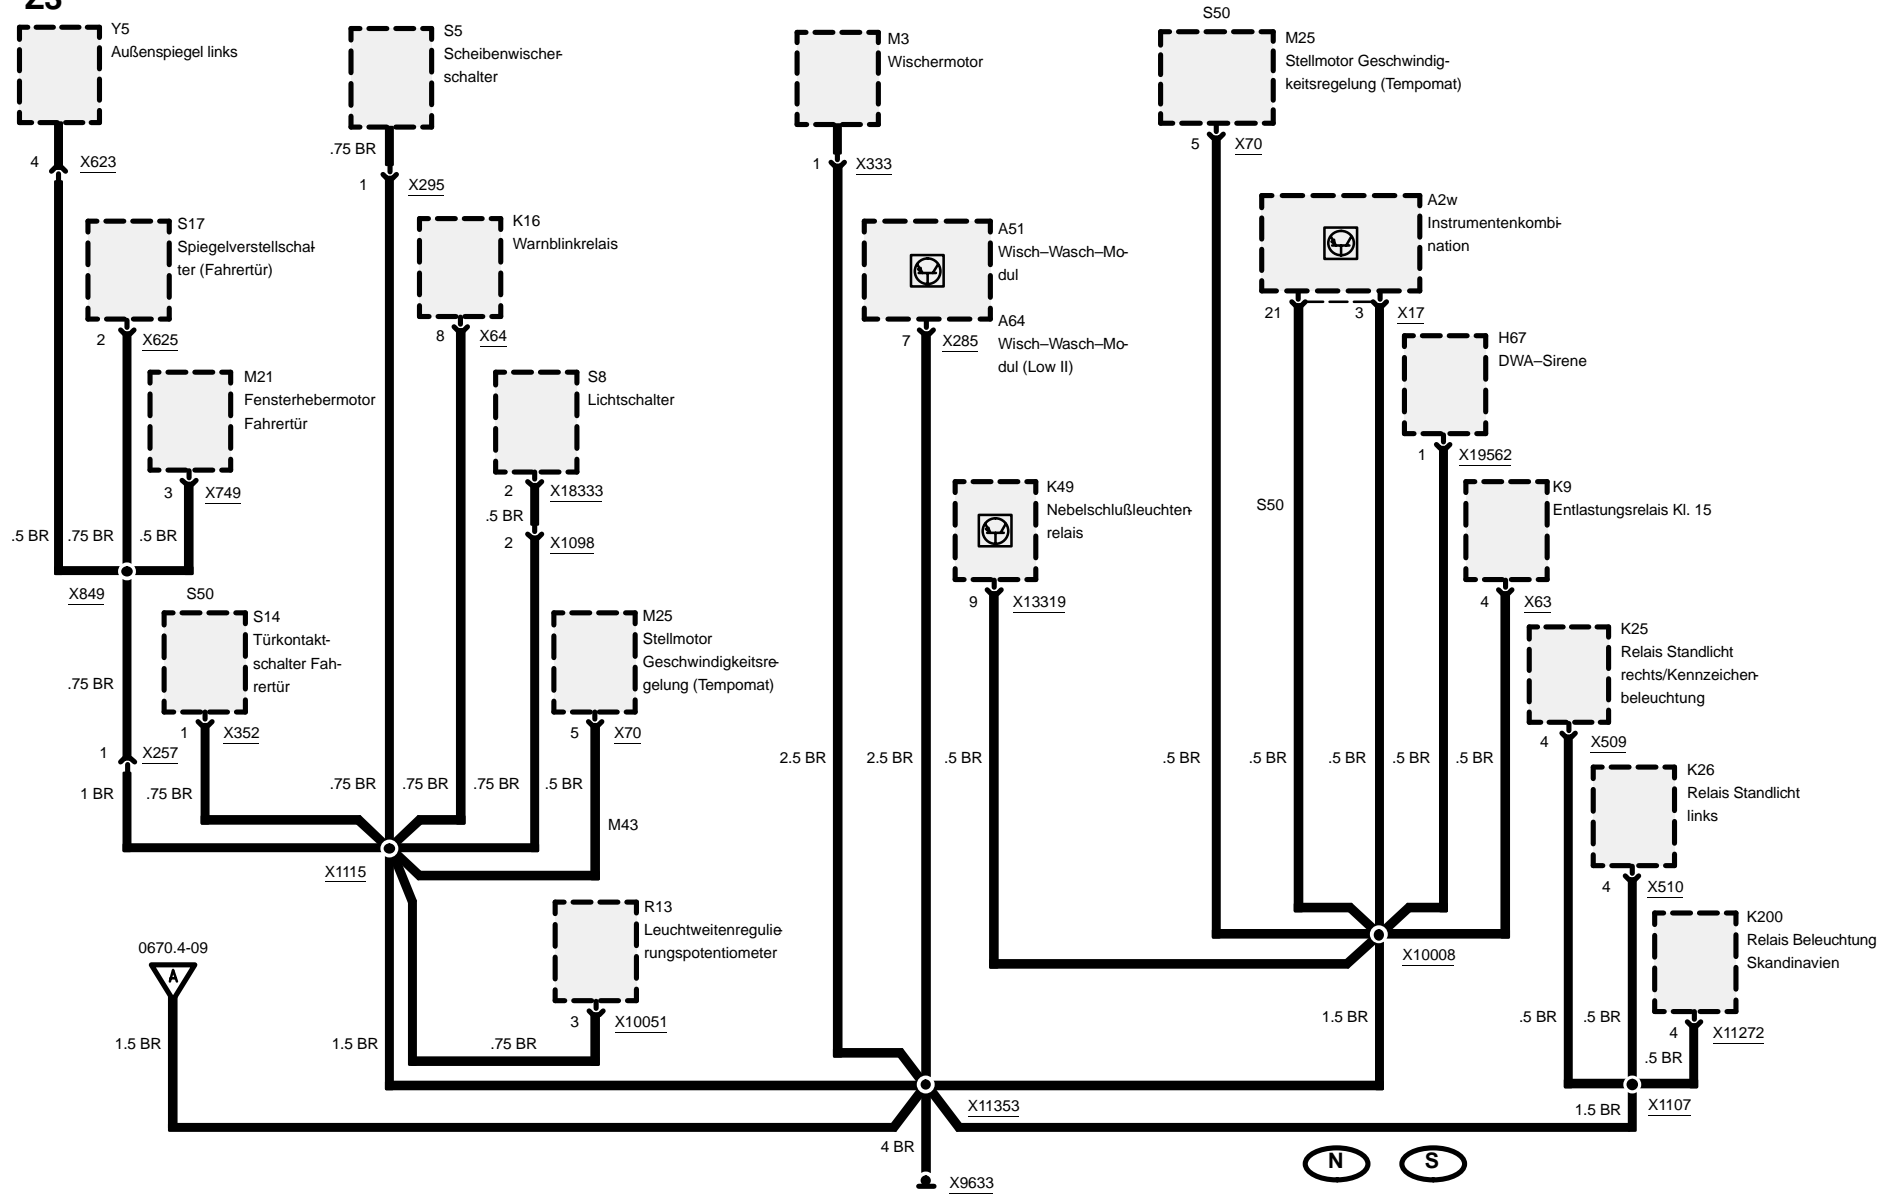 Z3
Y5
Außenspiegel links
4
X623
S5
Scheibenwischer-
schalter
.75 BR
1
X295
M3
Wischermotor
1
X333
S50
M25
Stellmotor Geschwindig-
keitsregelung (Tempomat)
5
X70
S17
Spiegelverstellschal-
ter (Fahrertür)
2
X625
K16
Warnblinkrelais
8
X64
A51
Wisch–Wasch–Mo-
dul
A64
Wisch–Wasch–Mo-
dul (Low II)
7
X285
A2w
Instrumentenkombi-
nation
21
3
X17
H67
DWA–Sirene
1
X19562
M21
Fensterhebermotor
Fahrertür
3
X749
S8
Lichtschalter
2
X18333
.5 BR
2
X1098
K49
Nebelschlußleuchten-
relais
9
X13319
S50
K9
Entlastungsrelais Kl. 15
4
X63
.5 BR
.75 BR
.5 BR
X849
S50
S14
Türkontakt-
schalter Fah-
rertür
1
X352
M25
Stellmotor
Geschwindigkeitsre-
gelung (Tempomat)
5
X70
K25
Relais Standlicht
rechts/Kennzeichen-
beleuchtung
4
X509
.75 BR
1
X257
1 BR
.75 BR
.75 BR
.75 BR
.75 BR
.5 BR
M43
2.5 BR
2.5 BR
.5 BR
.5 BR
.5 BR
.5 BR
.5 BR
.5 BR
K26
Relais Standlicht
links
4
X510
X1115
R13
Leuchtweitenregulie-
rungspotentiometer
3
X10051
X10008
K200
Relais Beleuchtung
Skandinavien
4
X11272
0670.4-09
A
1.5 BR
1.5 BR
.75 BR
1.5 BR
.5 BR
.5 BR
.5 BR
X11353
1.5 BR
X1107
4 BR
X9633
N
S